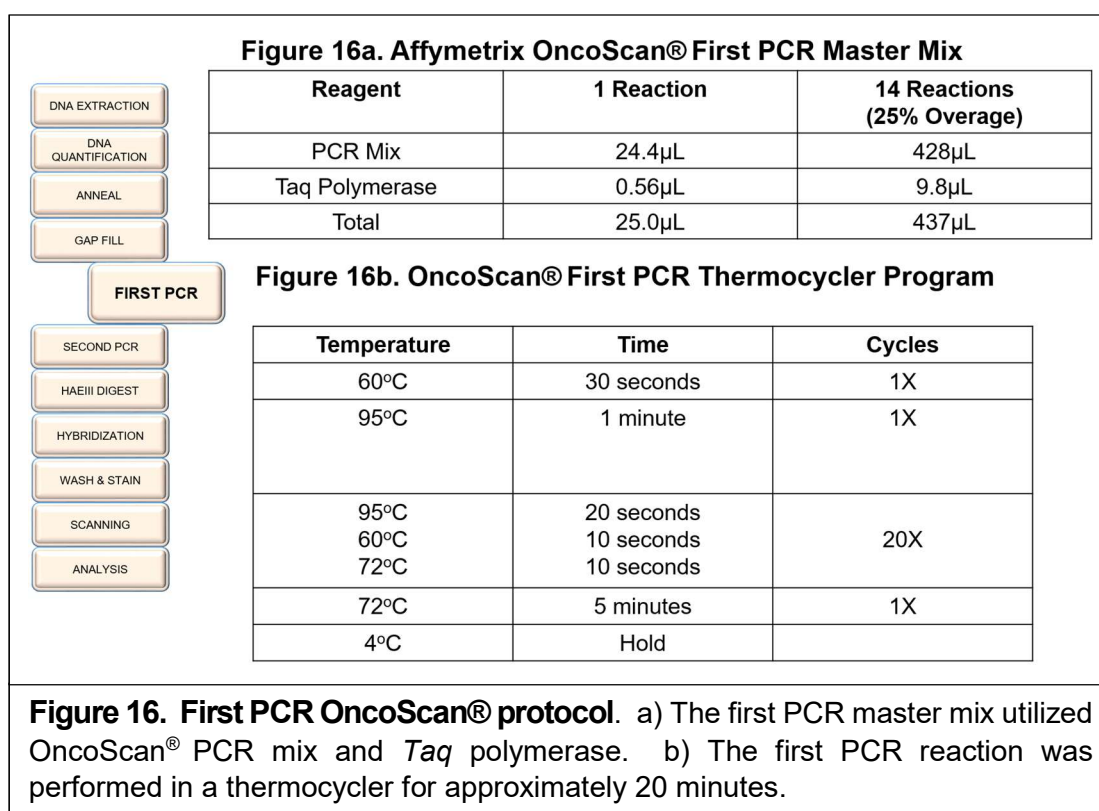 Figure 16a. Affymetrix OncoScan® First PCR Master Mix
Reagent 1 Reaction 14 Reactions
(25% Overage)
PCR Mix 24.4µL 428µL
Taq Polymerase 0.56µL 9.8µL
Total 25.0µL 437µL
DNA EXTRACTION
DNA
QUANTIFICATION
ANNEAL
GAP FILL
FIRST PCR
SECOND PCR
HAEIII DIGEST
HYBRIDIZATION
WASH & STAIN
SCANNING
ANALYSIS
Figure 16b. OncoScan® First PCR Thermocycler Program
Temperature Time Cycles
60°C 30 seconds 1X
95°C 1 minute 1X
95°C 20 seconds
60°C 10 seconds 20X
72°C 10 seconds
72°C 5 minutes 1X
4°C Hold
Figure 16. First PCR OncoScan® protocol. a) The first PCR master mix utilized
OncoScan® PCR mix and Taq polymerase. b) The first PCR reaction was
performed in a thermocycler for approximately 20 minutes.